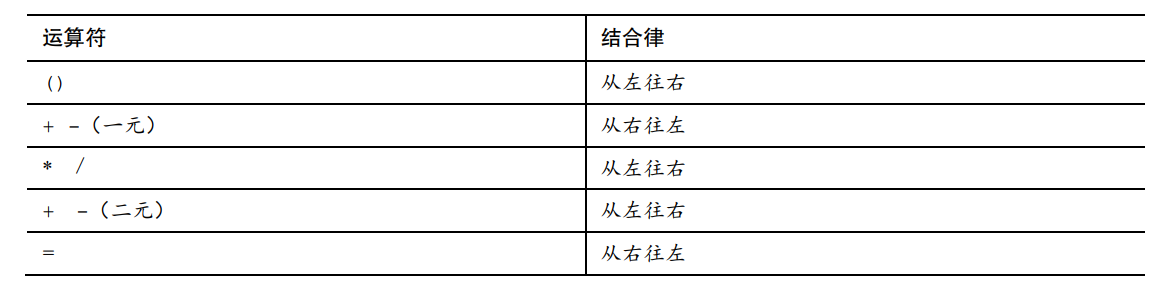 运算符 结合律
() 从左往右
+ -（一元） 从右往左
* / 从左往右
+ -（二元） 从左往右
= 从右往左